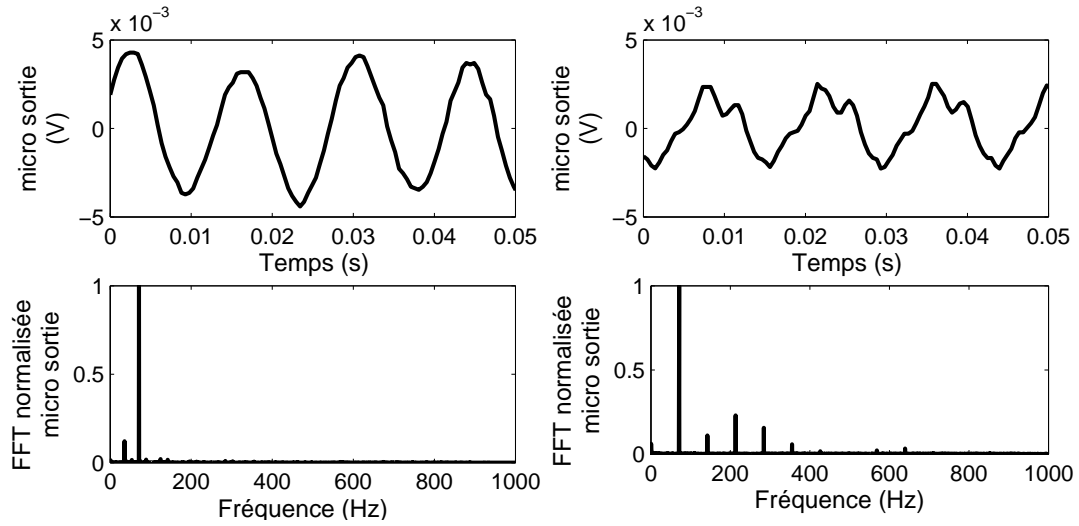 x 10⁻³
5
0
−5
micro sortie
(V)
0
0.01
0.02
0.03
0.04
0.05
Temps (s)
x 10⁻³
5
0
−5
micro sortie
(V)
0
0.01
0.02
0.03
0.04
0.05
Temps (s)
1
0.5
0
FFT normalisée
micro sortie
0
200
400
600
800
1000
Fréquence (Hz)
1
0.5
0
FFT normalisée
micro sortie
0
200
400
600
800
1000
Fréquence (Hz)